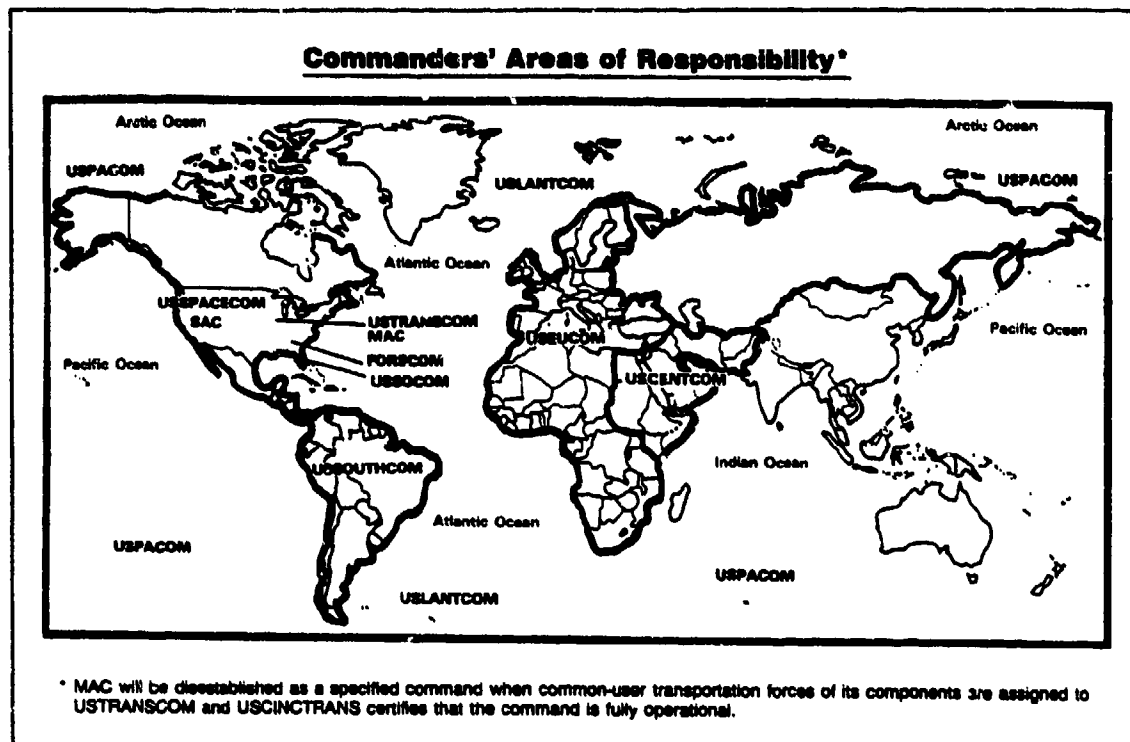 Commanders' Areas of Responsibility*
Arctic Ocean
Arctic Ocean
USPACOM
USLANTCOM
USPACOM
Atlantic Ocean
USSPACECOM
SAC
USTRANSCOM
MAC
Pacific Ocean
USEUCOM
Pacific Ocean
FORSCOM
USSOCOM
USCENTCOM
USSOUTHCOM
Indian Ocean
Atlantic Ocean
USPACOM
USPACOM
USLANTCOM
* MAC will be disestablished as a specified command when common-user transportation forces of its components are assigned to
USTRANSCOM and USCINCTRANS certifies that the command is fully operational.